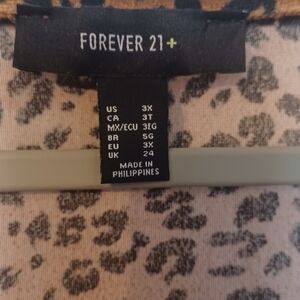 FOREVER 21+
US 3X
CA 3T
MX/ECU 3EG
BR 5G
EU 3X
UK 24
MADE IN
PHILIPPINES